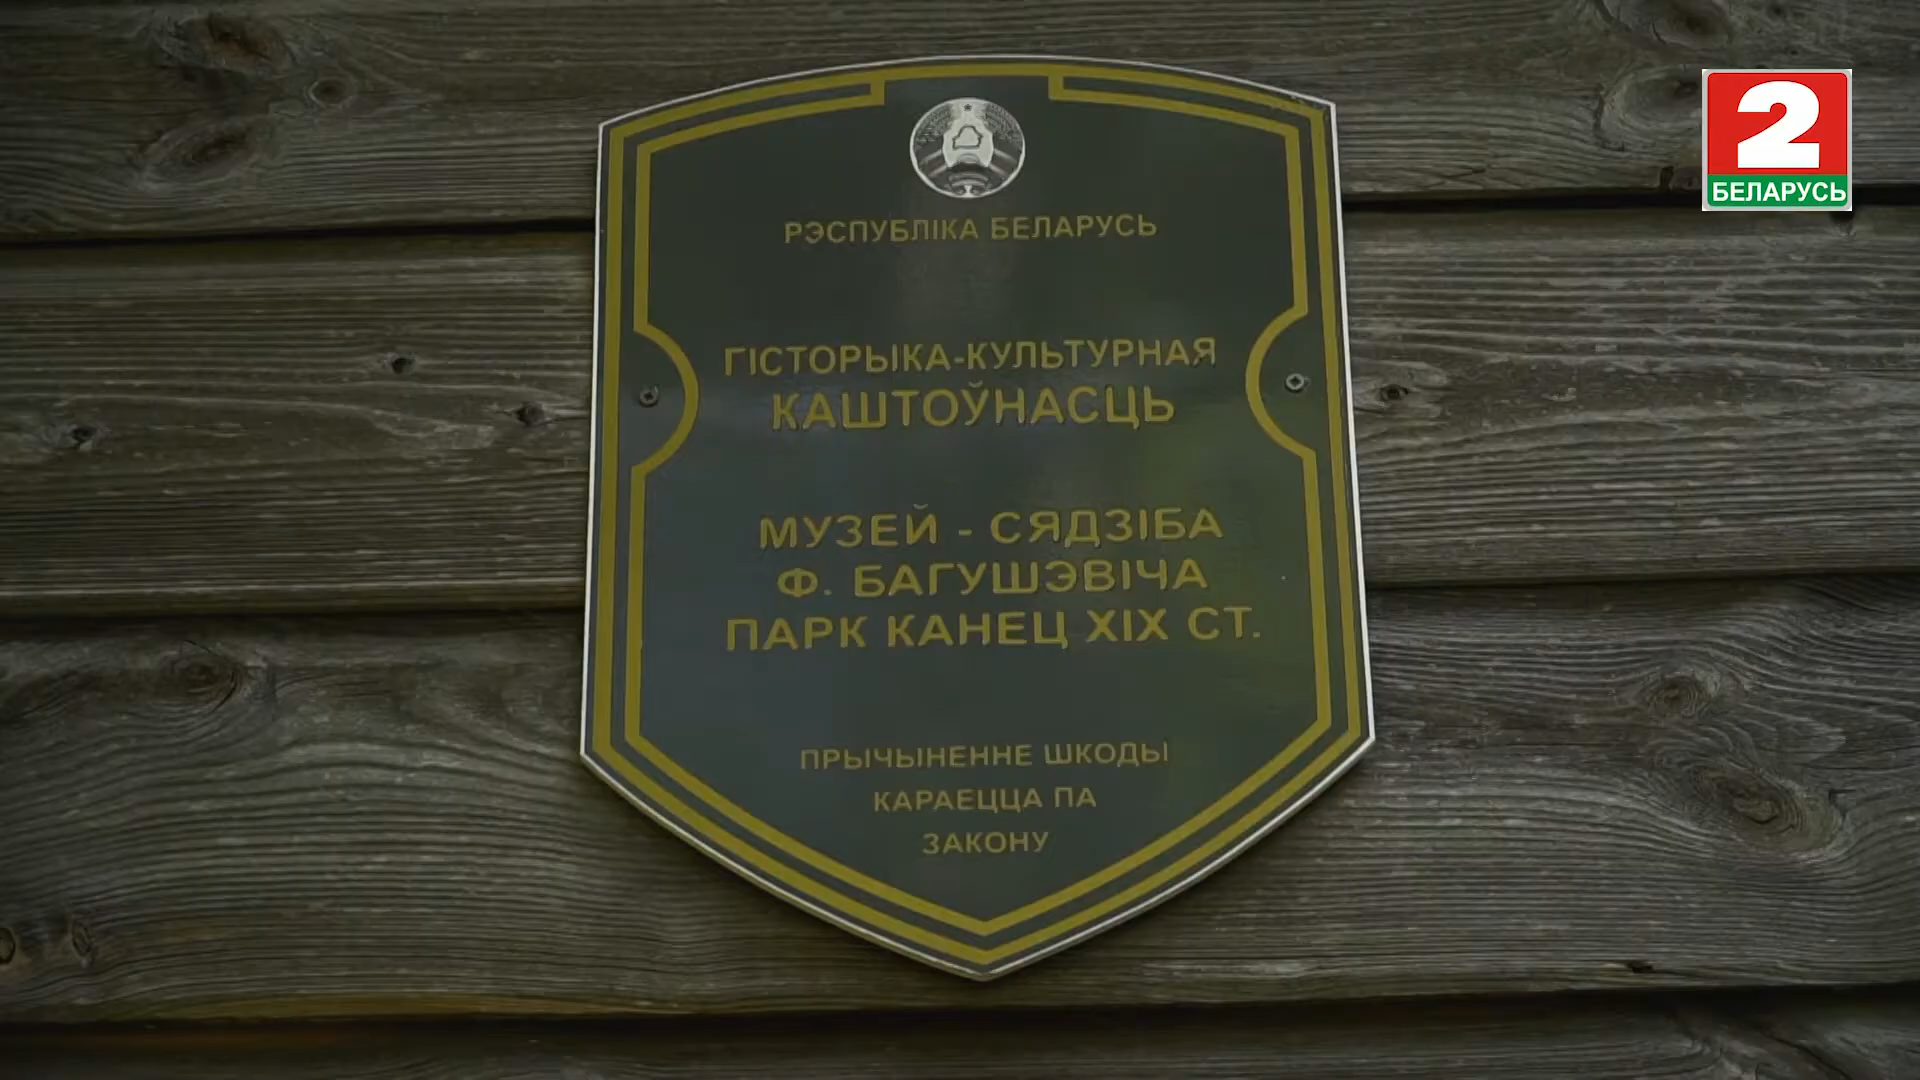 РЭСПУБЛІКА БЕЛАРУСЬ
ГІСТОРЫКА-КУЛЬТУРНАЯ
КАШТОЎНАСЦЬ
МУЗЕЙ - СЯДЗІБА
Ф. БАГУШЭВІЧА
ПАРК КАНЕЦ XIX СТ.
ПРЫЧЫНЕННЕ ШКОДЫ
КАРАЕЦЦА ПА
ЗАКОНУ
2
БЕЛАРУСЬ